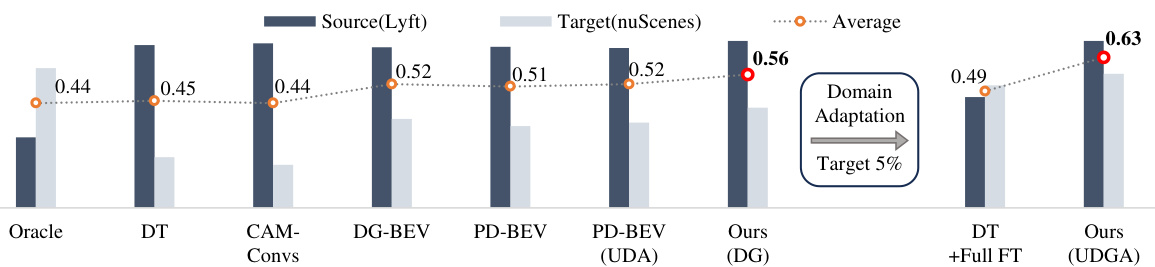 Source(Lyft) Target(nuScenes) Average
0.44 0.45 0.44 0.52 0.51 0.52 0.56 0.49 0.63
Domain
Adaptation
Target 5%
Oracle DT CAM- DG-BEV PD-BEV PD-BEV Ours DT Ours
Convs (UDA) (DG) +Full FT (UDGA)